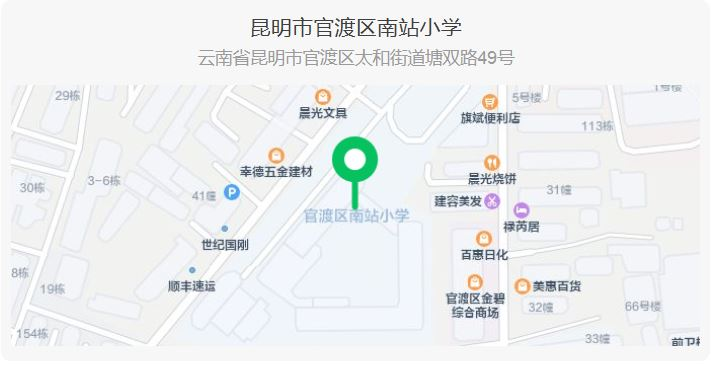 昆明市官渡区南站小学
云南省昆明市官渡区太和街道塘双路49号
29栋
晨光文具
旗斌便利店
5号楼
1号楼
113栋
幸德五金建材
晨光烧饼
30栋
3-6栋
41幢
P
建容美发
31幢
官渡区南站小学
禄芮居
世纪国刚
百惠日化
8栋
顺丰速运
19栋
官渡区金碧
综合商场
美惠百货
32幢
66号楼
154栋
33幢
前卫